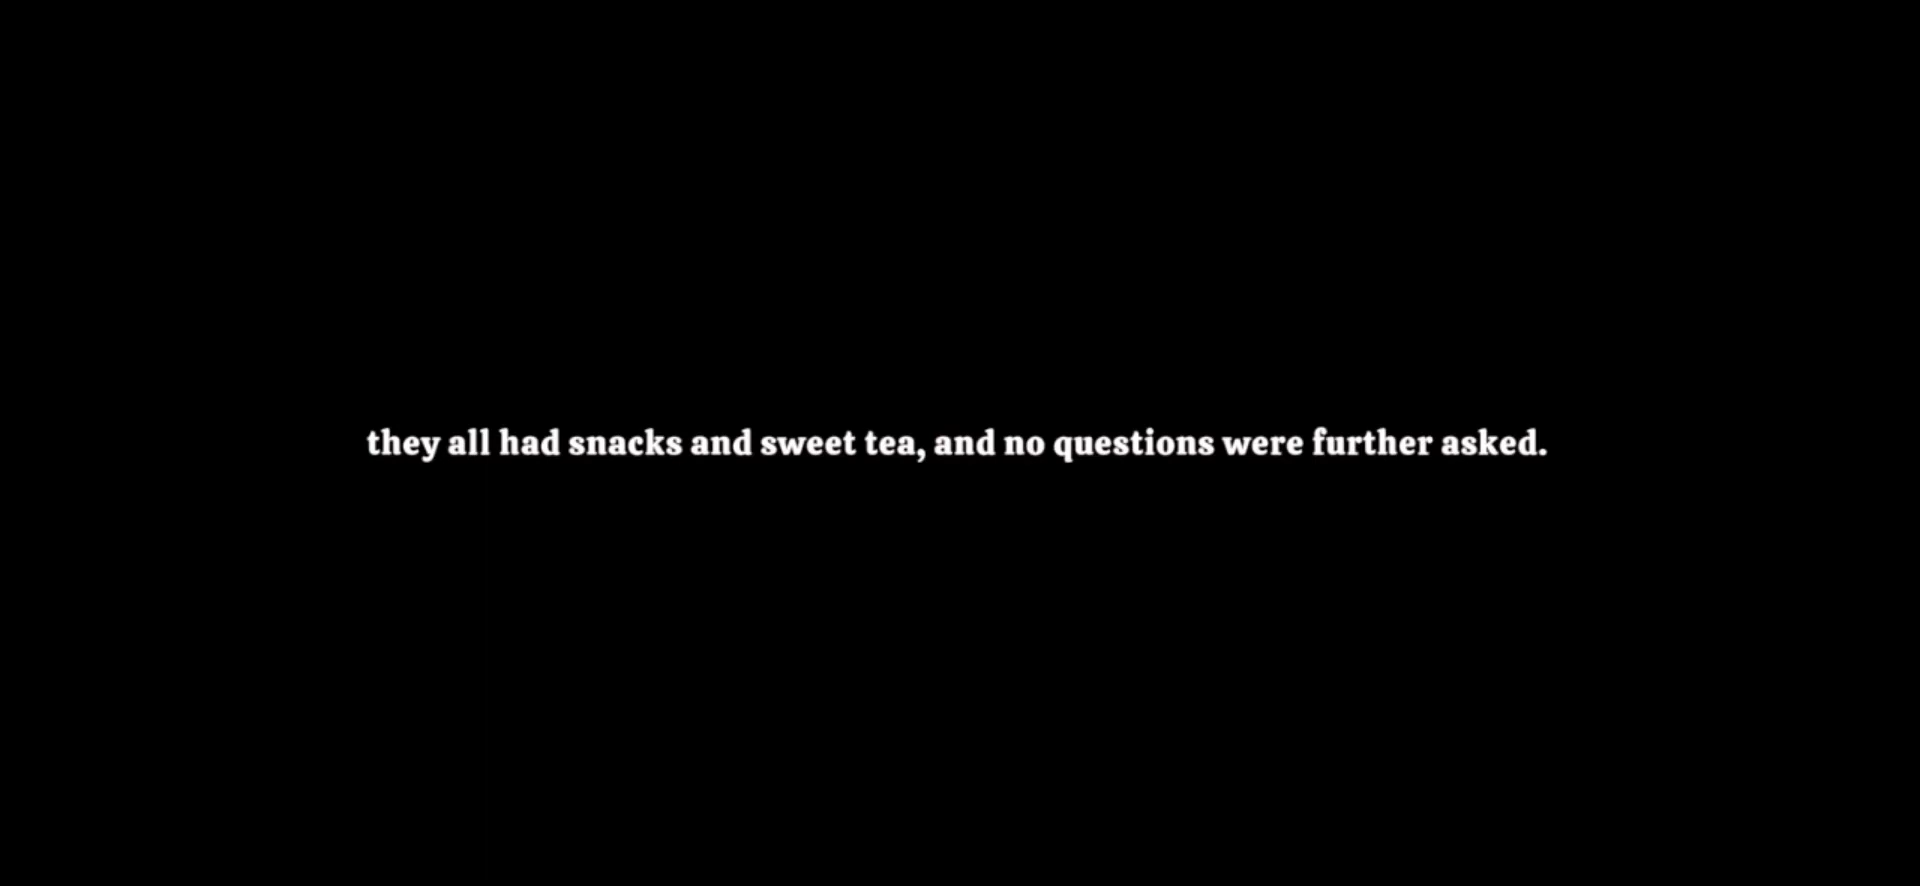 they all had snacks and sweet tea, and no questions were further asked.